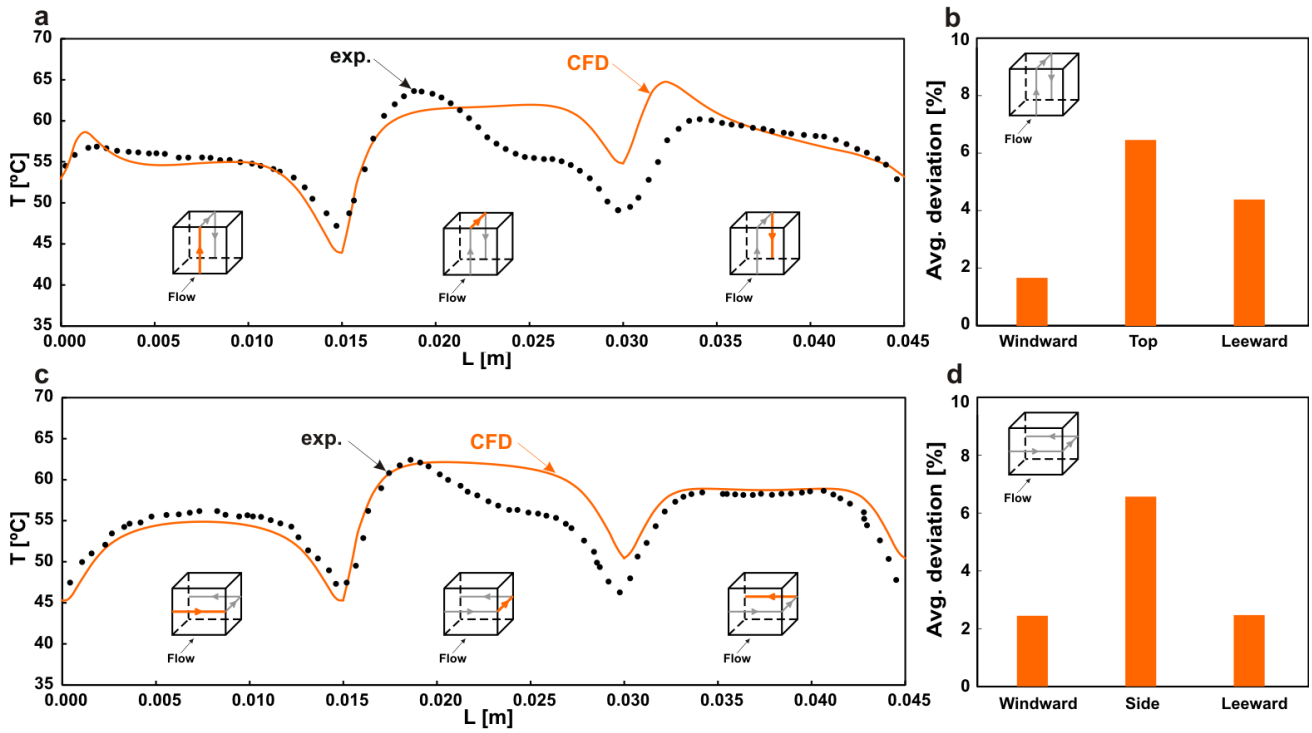 a
T [ºC]
70
65
60
55
50
45
40
35
exp.
CFD
Flow
Flow
Flow
0.000 0.005 0.010 0.015 0.020 0.025 0.030 0.035 0.040 0.045
L [m]
b
Avg. deviation [%]
10
8
6
4
2
0
Flow
Windward Top Leeward
c
T [ºC]
70
65
60
55
50
45
40
35
exp.
CFD
Flow
Flow
Flow
0.000 0.005 0.010 0.015 0.020 0.025 0.030 0.035 0.040 0.045
L [m]
d
Avg. deviation [%]
10
8
6
4
2
0
Flow
Windward Side Leeward